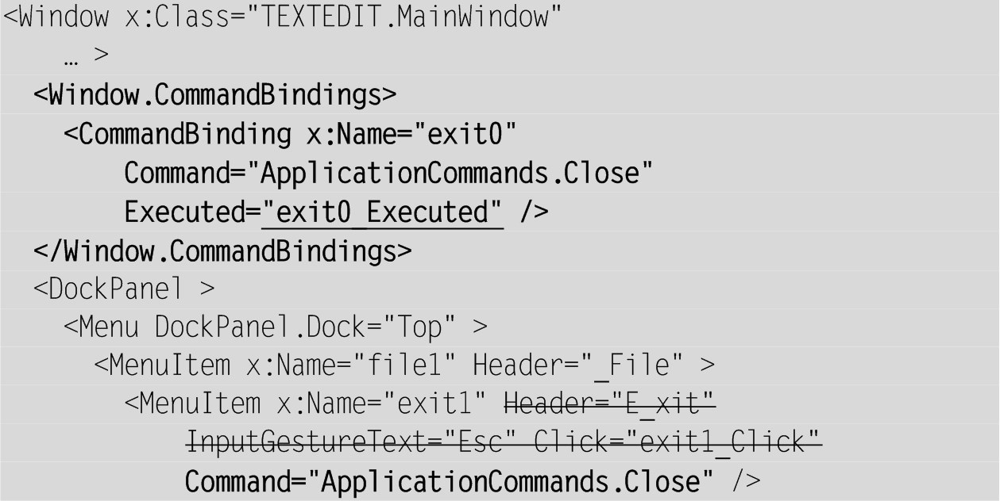 <Window x:Class="TEXTEDIT.MainWindow"
… >
<Window.CommandBindings>
<CommandBinding x:Name="exit0"
Command="ApplicationCommands.Close"
Executed="exit0_Executed" />
</Window.CommandBindings>
<DockPanel >
<Menu DockPanel.Dock="Top" >
<MenuItem x:Name="file1" Header="_File" >
<MenuItem x:Name="exit1" Header="E_xit"
InputGestureText="Esc" Click="exit1_Click"
Command="ApplicationCommands.Close" />